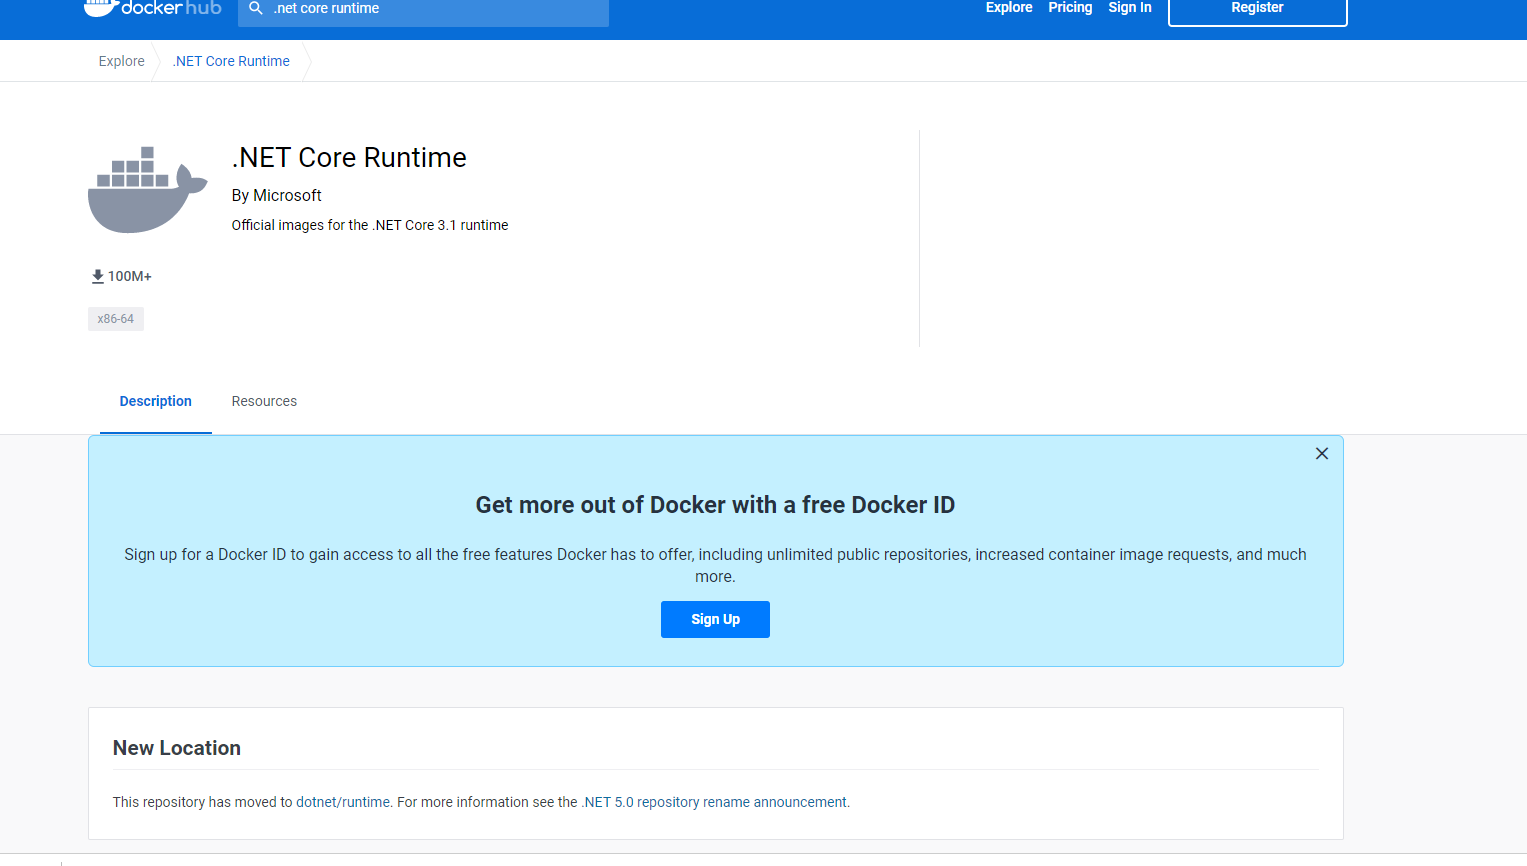 docker hub
.net core runtime
Explore Pricing Sign In Register
Explore .NET Core Runtime
.NET Core Runtime
By Microsoft
Official images for the .NET Core 3.1 runtime
100M+
x86-64
Description Resources
Get more out of Docker with a free Docker ID
Sign up for a Docker ID to gain access to all the free features Docker has to offer, including unlimited public repositories, increased container image requests, and much
more.
Sign Up
New Location
This repository has moved to dotnet/runtime. For more information see the .NET 5.0 repository rename announcement.